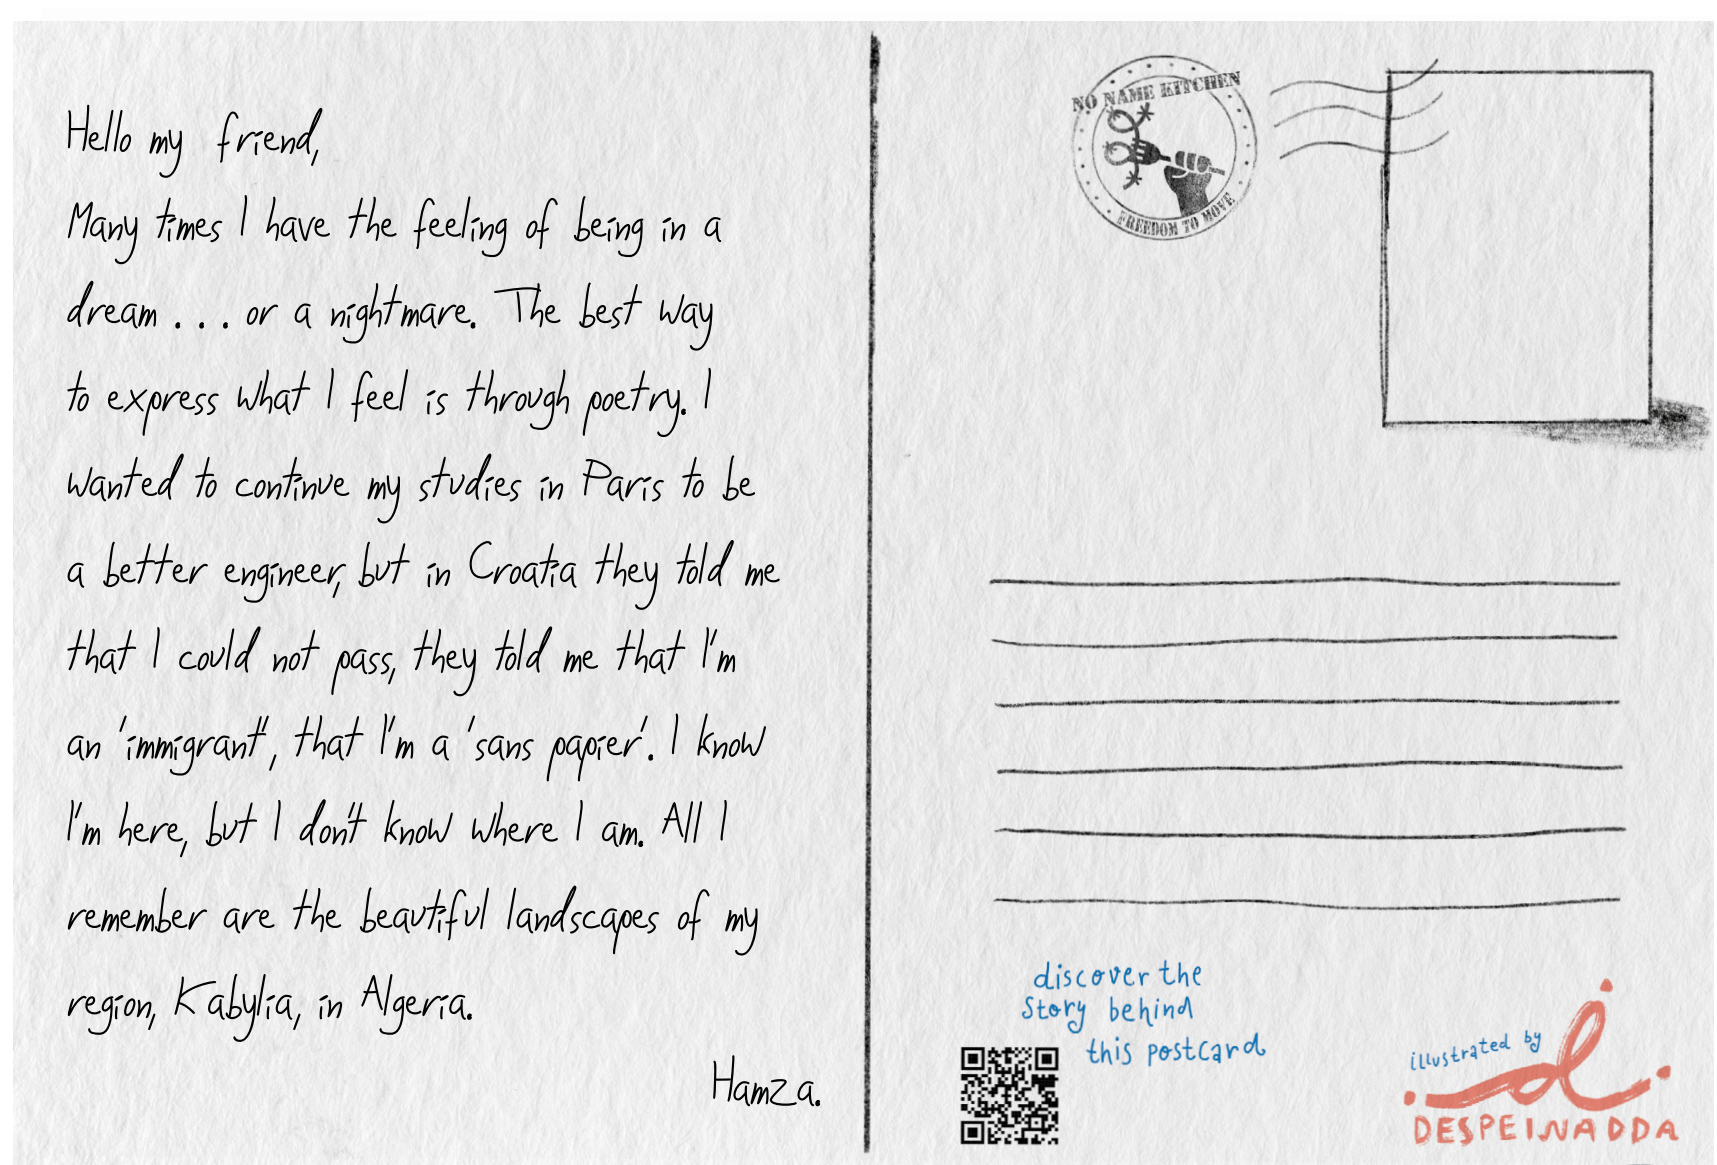 Hello my friend,
Many times I have the feeling of being in a
dream . . . or a nightmare. The best way
to express what I feel is through poetry. I
wanted to continue my studies in Paris to be
a better engineer, but in Croatia they told me
that I could not pass, they told me that I'm
an 'immigrant', that I'm a 'sans papier'. I know
I'm here, but I don't know where I am. All I
remember are the beautiful landscapes of my
region, Kabylia, in Algeria.
Hamza.
NO NAME KITCHEN
FREEDOM TO MOVE
discover the
story behind
this postcard
illustrated by
DESPEINADDA